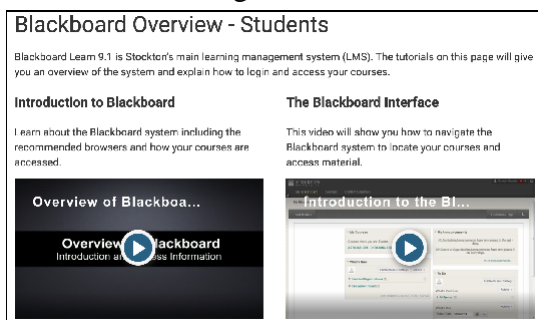 Blackboard Overview - Students
Blackboard Learn 9.1 is Stockton's main learning management system (LMS). The tutorials on this page will give
you an overview of the system and explain how to login and access your courses.
Introduction to Blackboard
Learn about the Blackboard system including the
recommended browsers and how your courses are
accessed.
Overview of Blackboa...
Overview Blackboard
Introduction Information
The Blackboard Interface
This video will show you how to navigate the
Blackboard system to locate your courses and
access material.
Introduction to the Bl...